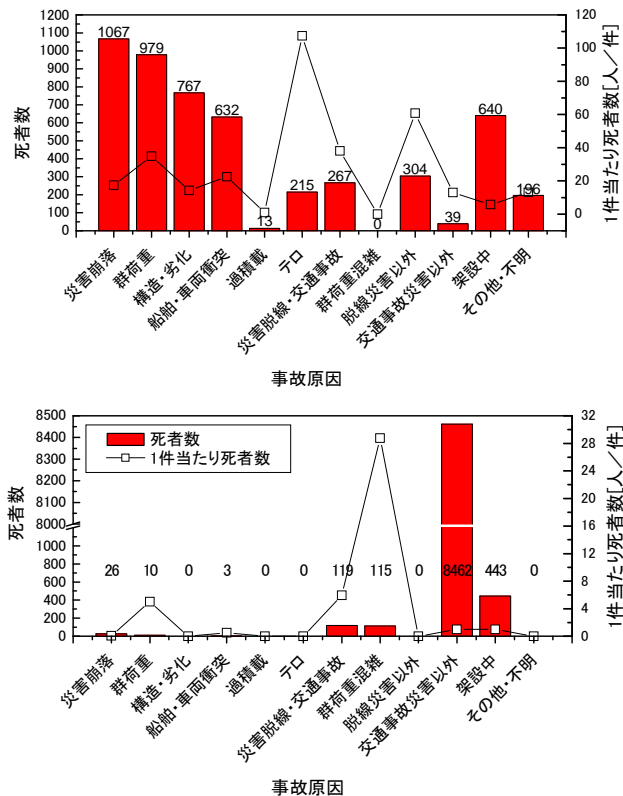 1200
1100
1000
900
800
700
600
500
400
300
200
100
0
死者数
1067
979
767
632
13
215
267
0
304
39
640
196
120
100
80
60
40
20
0
1件当たり死者数[人／件]
災害崩落
群荷重
構造・劣化
船舶・車両衝突
過積載
テロ
災害脱線・交通事故
群荷重混雑
脱線災害以外
交通事故災害以外
架設中
その他・不明
事故原因
8500
8400
8300
8200
8100
8000
1000
800
600
400
200
0
死者数
死者数
1件当たり死者数
26
10
0
3
0
0
119
115
0
8462
443
0
32
28
24
20
16
12
8
4
0
1件当たり死者数[人／件]
災害崩落
群荷重
構造・劣化
船舶・車両衝突
過積載
テロ
災害脱線・交通事故
群荷重混雑
脱線災害以外
交通事故災害以外
架設中
その他・不明
事故原因